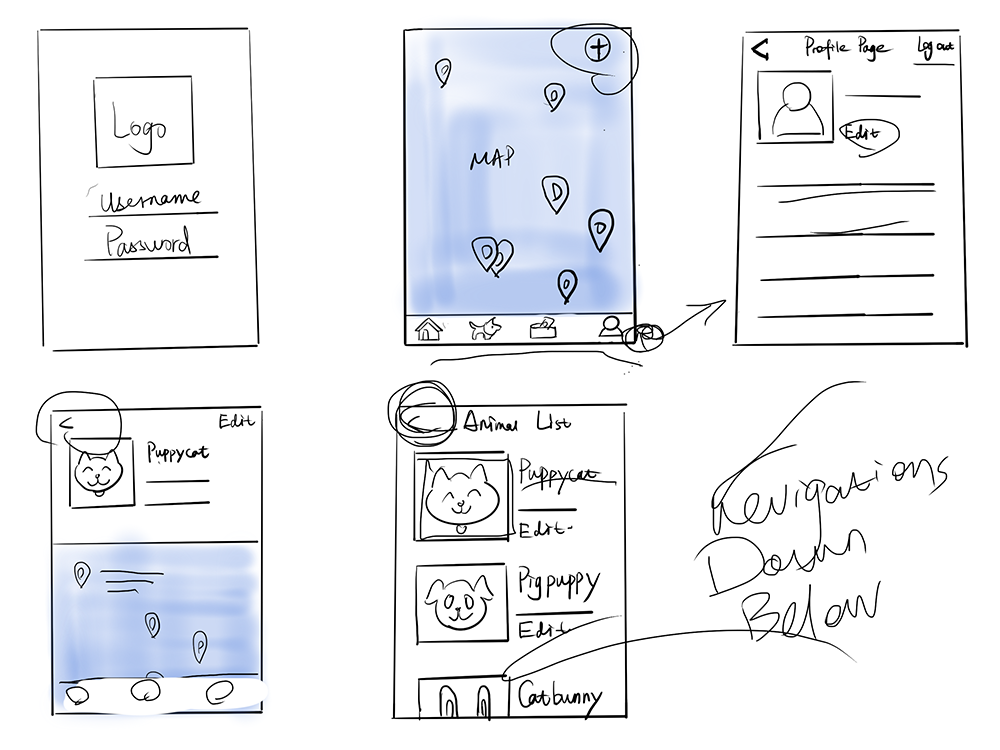 Logo
Username
Password
MAP
Profile Page
Log out
Edit
Edit
Puppycat
Animal List
Puppycat
Edit
Pigpuppy
Edit
Catbunny
Nevigations
Down
Below